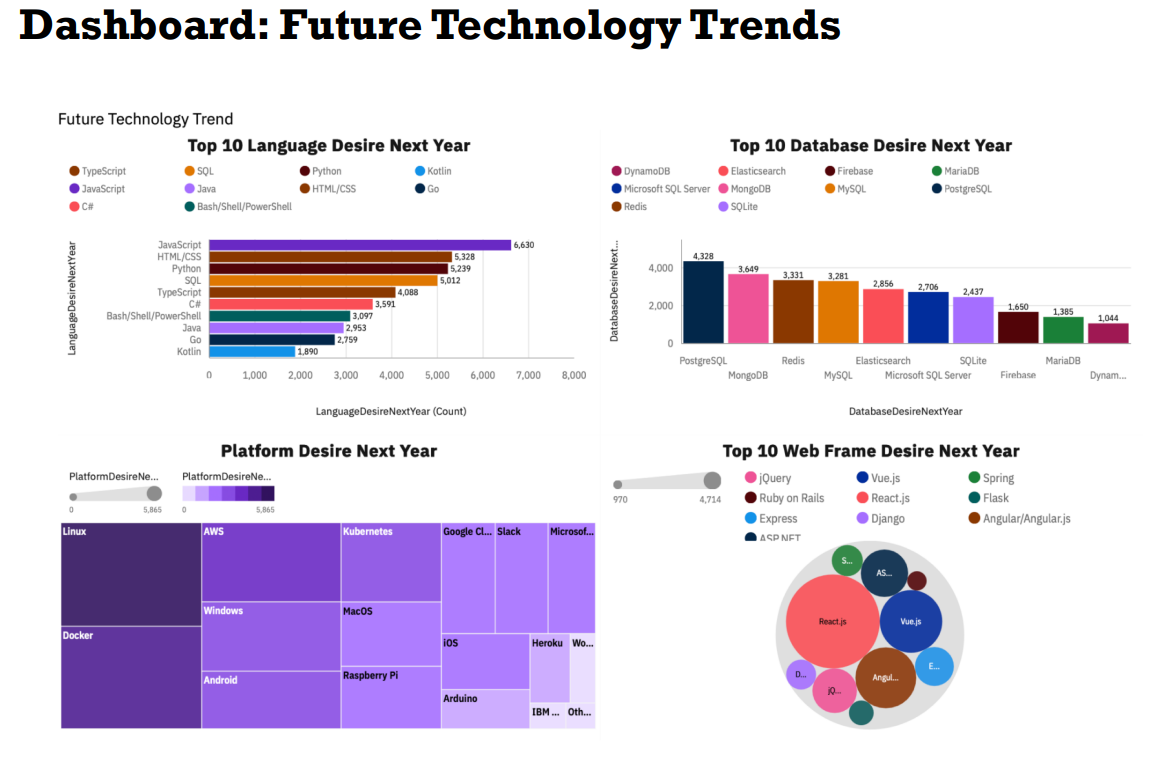 Dashboard: Future Technology Trends
Future Technology Trend
Top 10 Language Desire Next Year
TypeScript SQL Python Kotlin
JavaScript Java HTML/CSS Go
C# Bash/Shell/PowerShell
LanguageDesireNextYear
JavaScript 6,630
HTML/CSS 5,328
Python 5,239
SQL 5,012
TypeScript 4,088
C# 3,591
Bash/Shell/PowerShell 3,097
Java 2,953
Go 2,759
Kotlin 1,890
0 1,000 2,000 3,000 4,000 5,000 6,000 7,000 8,000
LanguageDesireNextYear (Count)
Top 10 Database Desire Next Year
DynamoDB Elasticsearch Firebase MariaDB
Microsoft SQL Server MongoDB MySQL PostgreSQL
Redis SQLite
DatabaseDesireNext...
4,000
2,000
0
4,328 3,649 3,331 3,281 2,856 2,706 2,437 1,650 1,385 1,044
PostgreSQL Redis Elasticsearch SQLite MariaDB
MongoDB MySQL Microsoft SQL Server Firebase Dynam...
DatabaseDesireNextYear
Platform Desire Next Year
PlatformDesireNe... PlatformDesireNe...
0 5,865 0 5,865
Linux AWS Kubernetes Google Cl... Slack Microsof...
Windows MacOS
Docker iOS Heroku Wo...
Android Raspberry Pi
Arduino IBM ... Oth...
Top 10 Web Frame Desire Next Year
970 4,714
jQuery Vue.js Spring
Ruby on Rails React.js Flask
Express Django Angular/Angular.js
ASP.NET
S... AS...
React.js Vue.js
D... jQ... Angul... E...